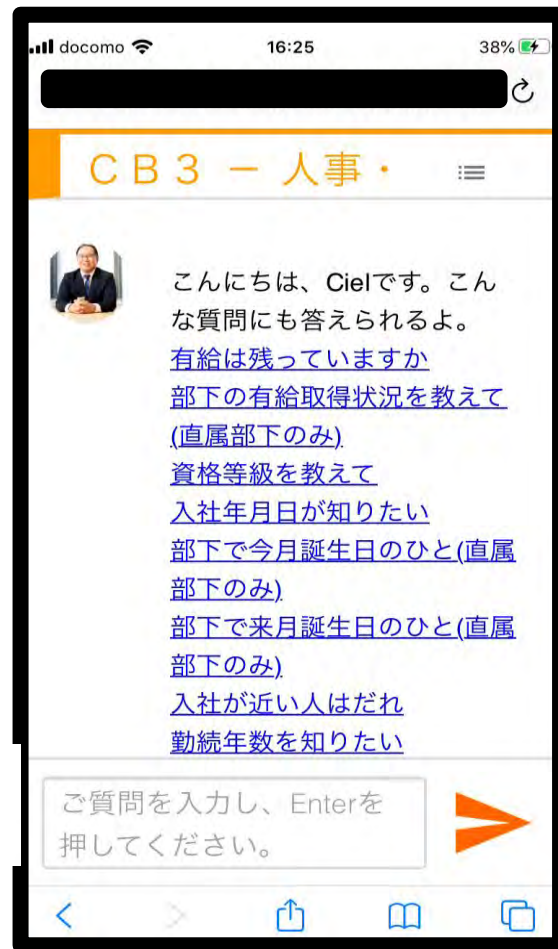 docomo 16:25 38%
CB3 － 人事・
こんにちは、Cielです。こん
な質問にも答えられるよ。
有給は残っていますか
部下の有給取得状況を教えて
(直属部下のみ)
資格等級を教えて
入社年月日が知りたい
部下で今月誕生日のひと(直属
部下のみ)
部下で来月誕生日のひと(直属
部下のみ)
入社が近い人はだれ
勤続年数を知りたい
ご質問を入力し、Enterを
押してください。